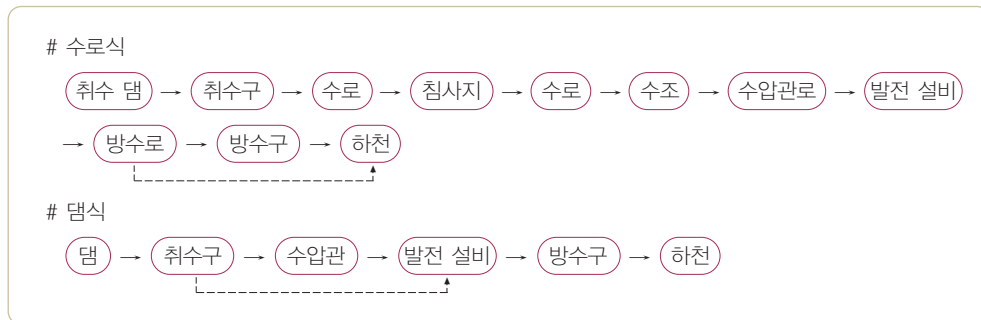 # 수로식
취수 댐 → 취수구 → 수로 → 침사지 → 수로 → 수조 → 수압관로 → 발전 설비
→ 방수로 → 방수구 → 하천
# 댐식
댐 → 취수구 → 수압관 → 발전 설비 → 방수구 → 하천